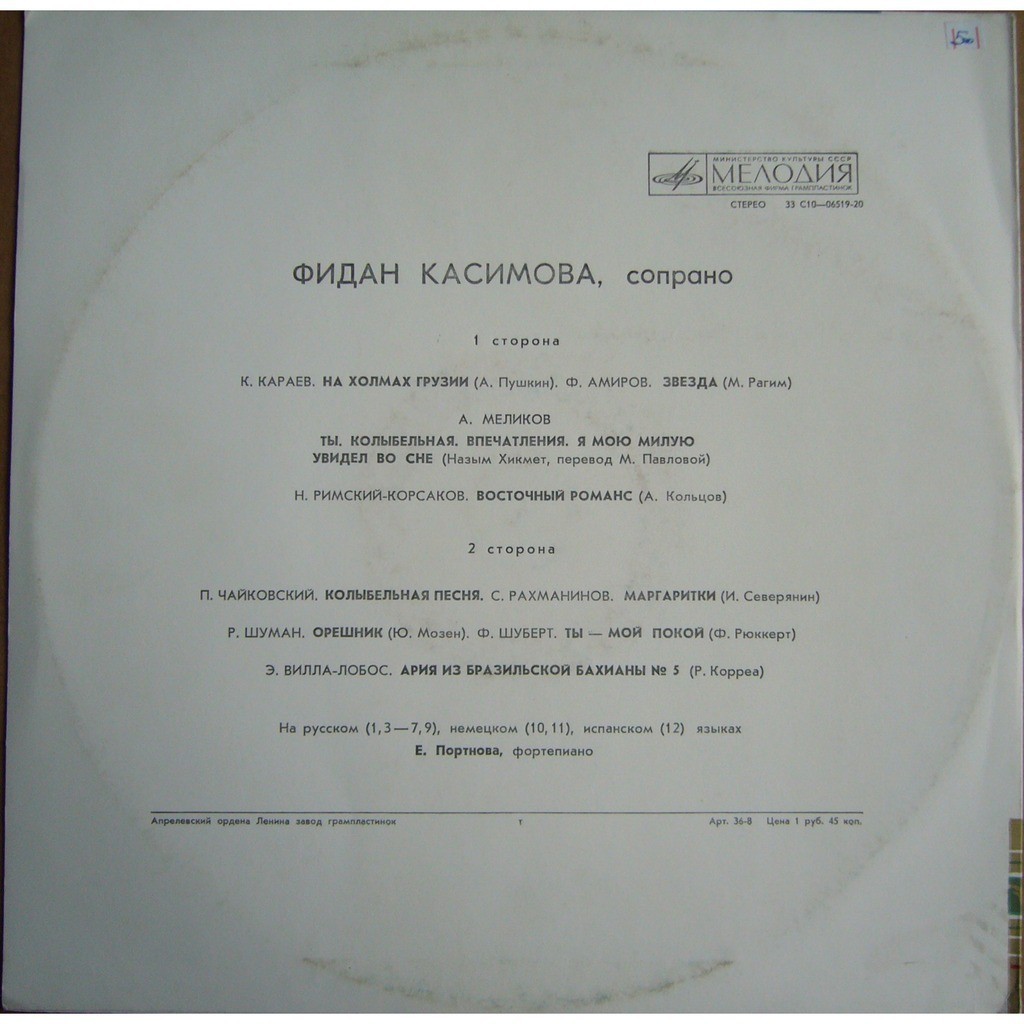 МИНИСТЕРСТВО КУЛЬТУРЫ СССР
МЕЛОДИЯ
ВСЕСОЮЗНАЯ ФИРМА ГРАМПЛАСТИНОК
СТЕРЕО 33 С10—06519-20
ФИДАН КАСИМОВА, сопрано
1 сторона
К. КАРАЕВ. НА ХОЛМАХ ГРУЗИИ (А. Пушкин). Ф. АМИРОВ. ЗВЕЗДА (М. Рагим)
А. МЕЛИКОВ
ТЫ. КОЛЫБЕЛЬНАЯ. ВПЕЧАТЛЕНИЯ. Я МОЮ МИЛУЮ
УВИДЕЛ ВО СНЕ (Назым Хикмет, перевод М. Павловой)
Н. РИМСКИЙ-КОРСАКОВ. ВОСТОЧНЫЙ РОМАНС (А. Кольцов)
2 сторона
П. ЧАЙКОВСКИЙ. КОЛЫБЕЛЬНАЯ ПЕСНЯ. С. РАХМАНИНОВ. МАРГАРИТКИ (И. Северянин)
Р. ШУМАН. ОРЕШНИК (Ю. Мозен). Ф. ШУБЕРТ. ТЫ — МОЙ ПОКОЙ (Ф. Рюккерт)
Э. ВИЛЛА-ЛОБОС. АРИЯ ИЗ БРАЗИЛЬСКОЙ БАХИАНЫ № 5 (Р. Корреа)
На русском (1,3—7,9), немецком (10,11), испанском (12) языках
Е. Портнова, фортепиано
Апрелевский ордена Ленина завод грампластинок т Арт. 36-8 Цена 1 руб. 45 коп.